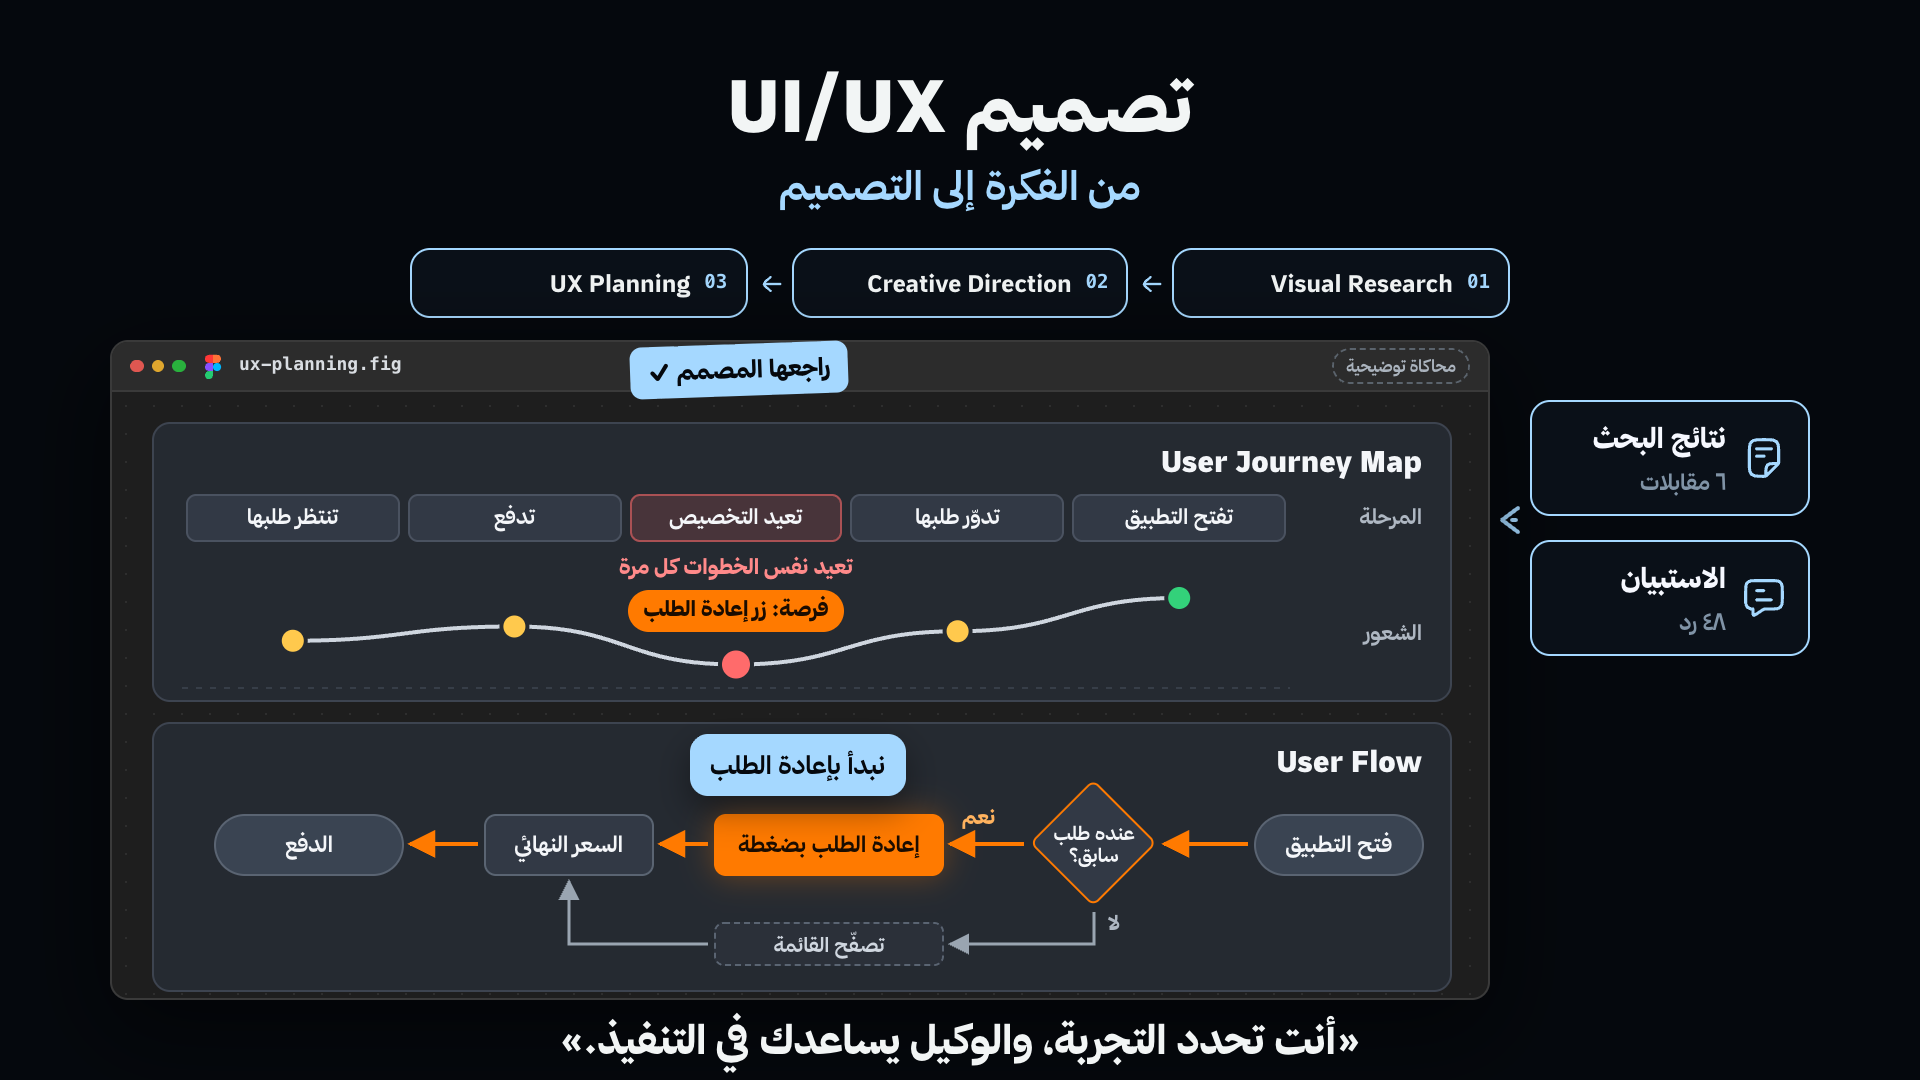 تصميم UI/UX
من الفكرة إلى التصميم
01 Visual Research
02 Creative Direction
03 UX Planning
ux-planning.fig
راجعها المصمم ✓
محاكاة توضيحية
نتائج البحث
٦ مقابلات
الاستبيان
٤٨ رد
User Journey Map
المرحلة
تفتح التطبيق
تدوّر طلبها
تعيد التخصيص
تدفع
تنتظر طلبها
تعيد نفس الخطوات كل مرة
فرصة: زر إعادة الطلب
الشعور
User Flow
نبدأ بإعادة الطلب
فتح التطبيق
عنده طلب
سابق؟
نعم
إعادة الطلب بضغطة
السعر النهائي
الدفع
لا
تصفّح القائمة
«أنت تحدد التجربة، والوكيل يساعدك في التنفيذ.»